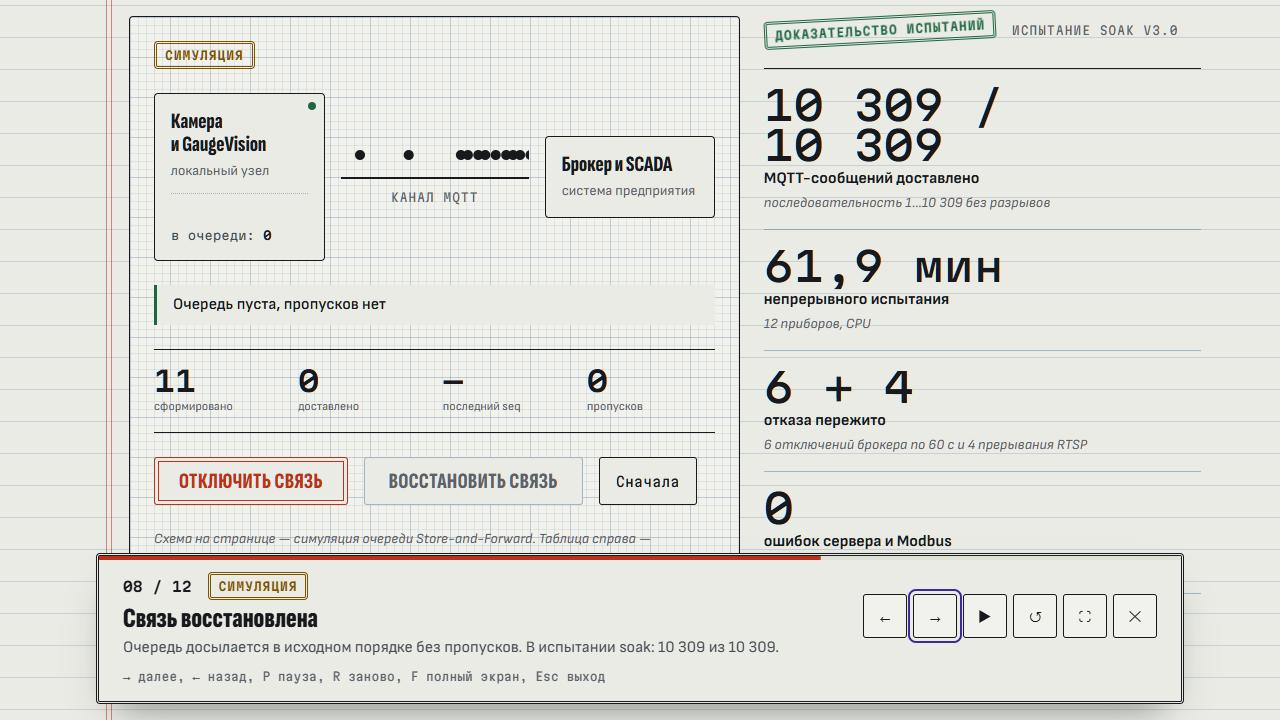 СИМУЛЯЦИЯ
Камера
и GaugeVision
локальный узел
в очереди: 0
КАНАЛ MQTT
Брокер и SCADA
система предприятия
Очередь пуста, пропусков нет
11
сформировано
0
доставлено
—
последний seq
0
пропусков
ОТКЛЮЧИТЬ СВЯЗЬ
ВОССТАНОВИТЬ СВЯЗЬ
Сначала
Схема на странице — симуляция очереди Store-and-Forward. Таблица справа —
ДОКАЗАТЕЛЬСТВО ИСПЫТАНИЙ
ИСПЫТАНИЕ SOAK V3.0
10 309 /
10 309
MQTT-сообщений доставлено
последовательность 1…10 309 без разрывов
61,9 мин
непрерывного испытания
12 приборов, CPU
6 + 4
отказа пережито
6 отключений брокера по 60 с и 4 прерывания RTSP
0
ошибок сервера и Modbus
08 / 12
СИМУЛЯЦИЯ
Связь восстановлена
Очередь досылается в исходном порядке без пропусков. В испытании soak: 10 309 из 10 309.
→ далее, ← назад, P пауза, R заново, F полный экран, Esc выход